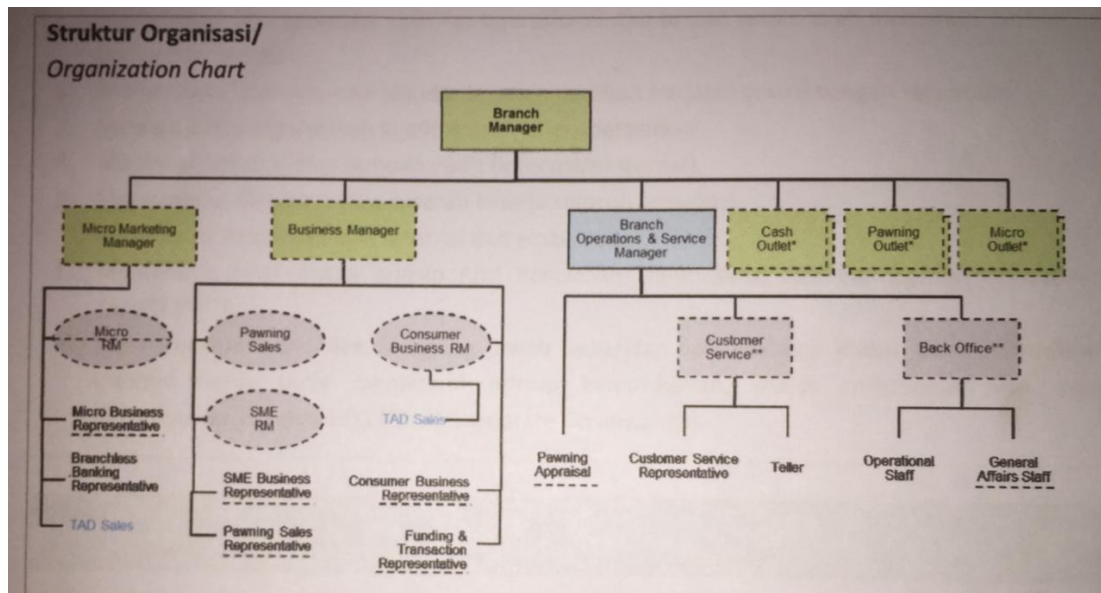 Struktur Organisasi/
Organization Chart
Branch
Manager
Micro Marketing
Manager
Business Manager
Branch
Operations & Service
Manager
Cash
Outlet*
Pawning
Outlet*
Micro
Outlet*
Micro
RM
Pawning
Sales
Consumer
Business RM
Customer
Service**
Back Office**
Micro Business
Representative
SME
RM
TAD Sales
Branchless
Banking
Representative
SME Business
Representative
Consumer Business
Representative
Pawning
Appraisal
Customer Service
Representative
Teller
Operational
Staff
General
Affairs Staff
TAD Sales
Pawning Sales
Representative
Funding &
Transaction
Representative